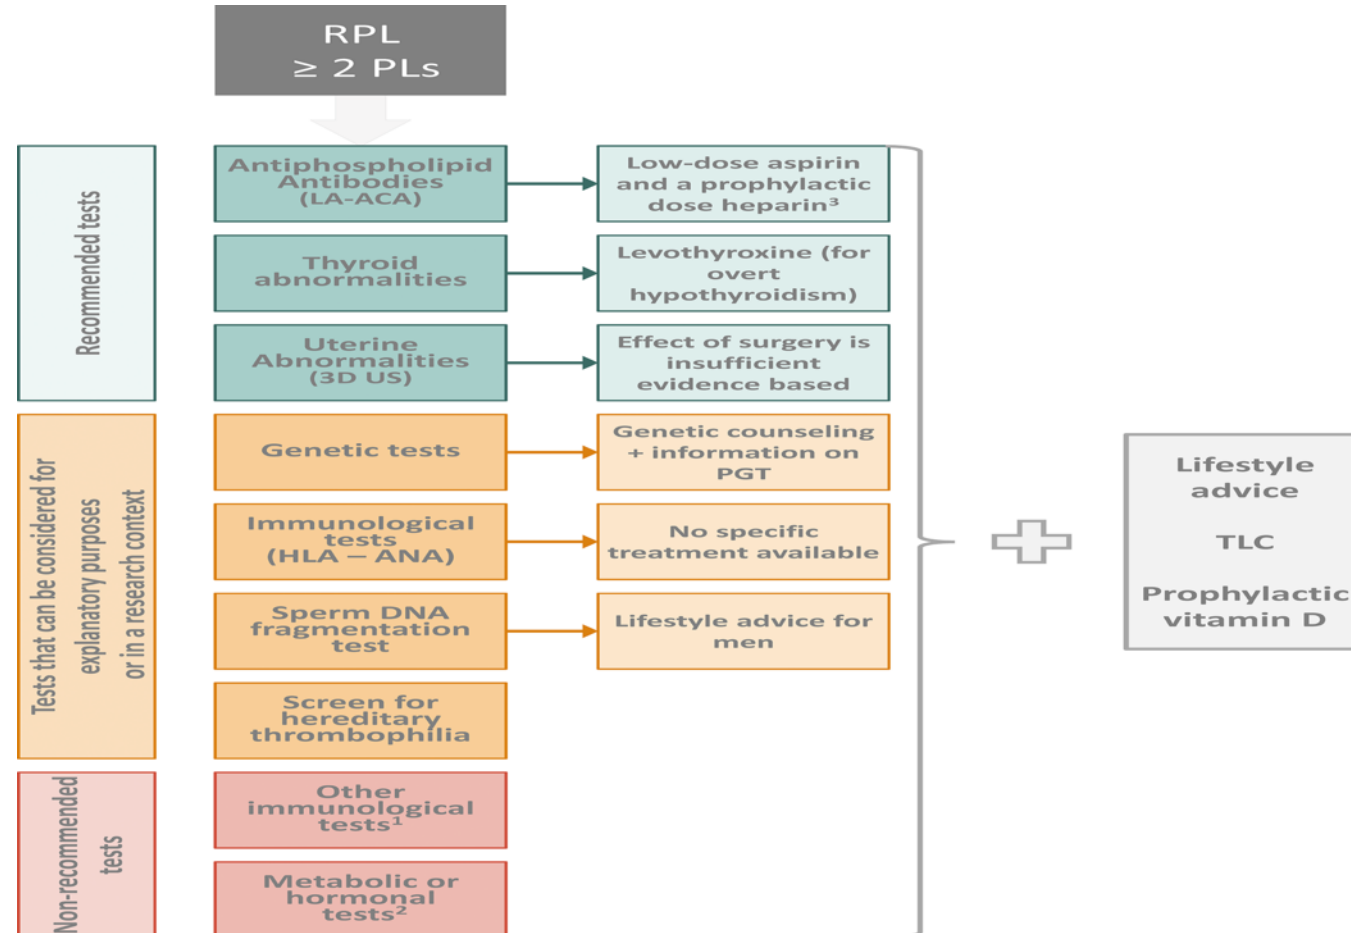 RPL
≥ 2 PLs
Recommended tests
Antiphospholipid
Antibodies
(LA-ACA)
Low-dose aspirin
and a prophylactic
dose heparin³
Thyroid
abnormalities
Levothyroxine (for
overt
hypothyroidism)
Uterine
Abnormalities
(3D US)
Effect of surgery is
insufficient
evidence based
Tests that can be considered for
explanatory purposes
or in a research context
Genetic tests
Genetic counseling
+ information on
PGT
Immunological
tests
(HLA – ANA)
No specific
treatment available
Sperm DNA
fragmentation
test
Lifestyle advice for
men
Screen for
hereditary
thrombophilia
Non-recommended
tests
Other
immunological
tests¹
Metabolic or
hormonal
tests²
Lifestyle
advice
TLC
Prophylactic
vitamin D